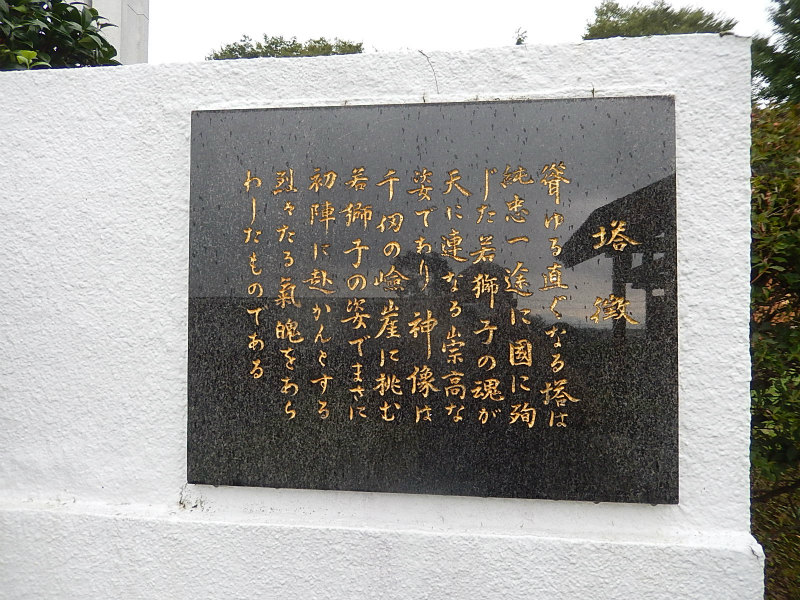 塔徴
聳ゆる直ぐなる塔は
純忠一途に國に殉
じた若獅子の魂が
天に連なる崇高な
姿であり神像は
千仭の嶮崖に挑む
若獅子の姿でまさに
初陣に赴かんとする
烈々たる氣魄をあら
わしたものである